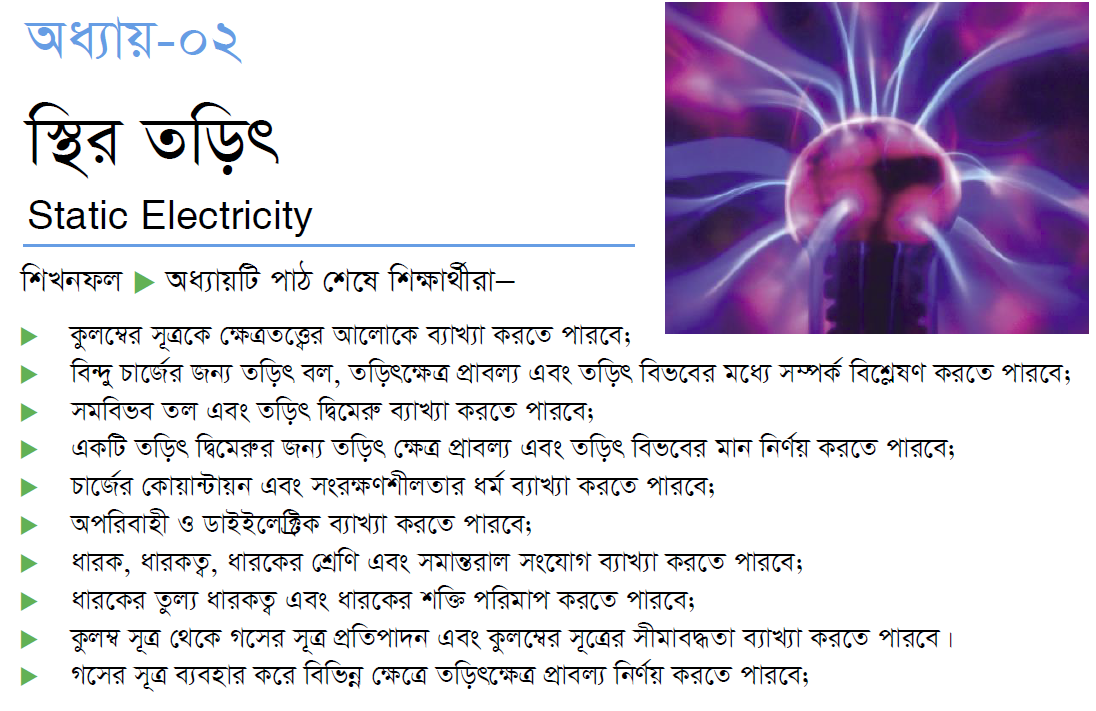 অধ্যায়-০২
স্থির তড়িৎ
Static Electricity
শিখনফল ▶ অধ্যায়টি পাঠ শেষে শিক্ষার্থীরা–
▶ কুলম্বের সূত্রকে ক্ষেত্রতত্ত্বের আলোকে ব্যাখ্যা করতে পারবে;
▶ বিন্দু চার্জের জন্য তড়িৎ বল, তড়িৎক্ষেত্র প্রাবল্য এবং তড়িৎ বিভবের মধ্যে সম্পর্ক বিশ্লেষণ করতে পারবে;
▶ সমবিভব তল এবং তড়িৎ দ্বিমেরু ব্যাখ্যা করতে পারবে;
▶ একটি তড়িৎ দ্বিমেরুর জন্য তড়িৎ ক্ষেত্র প্রাবল্য এবং তড়িৎ বিভবের মান নির্ণয় করতে পারবে;
▶ চার্জের কোয়ান্টায়ন এবং সংরক্ষণশীলতার ধর্ম ব্যাখ্যা করতে পারবে;
▶ অপরিবাহী ও ডাইইলেক্ট্রিক ব্যাখ্যা করতে পারবে;
▶ ধারক, ধারকত্ব, ধারকের শ্রেণি এবং সমান্তরাল সংযোগ ব্যাখ্যা করতে পারবে;
▶ ধারকের তুল্য ধারকত্ব এবং ধারকের শক্তি পরিমাপ করতে পারবে;
▶ কুলম্ব সূত্র থেকে গসের সূত্র প্রতিপাদন এবং কুলম্বের সূত্রের সীমাবদ্ধতা ব্যাখ্যা করতে পারবে।
▶ গসের সূত্র ব্যবহার করে বিভিন্ন ক্ষেত্রে তড়িৎক্ষেত্র প্রাবল্য নির্ণয় করতে পারবে;